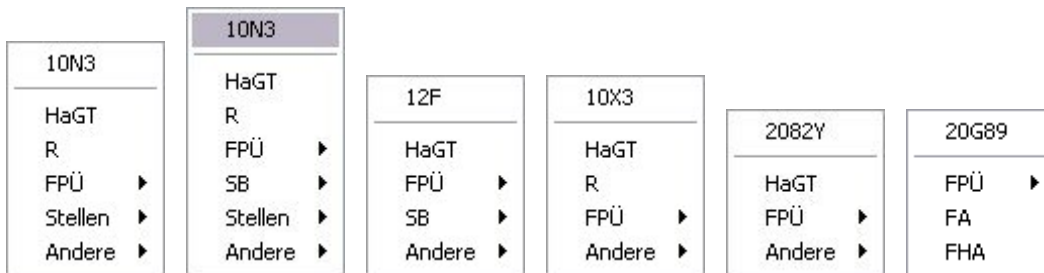 10N3
HaGT
R
FPÜ
Stellen
Andere
10N3
HaGT
R
FPÜ
SB
Stellen
Andere
12F
HaGT
FPÜ
SB
Andere
10X3
HaGT
R
FPÜ
Andere
2082Y
HaGT
FPÜ
Andere
20G89
FPÜ
FA
FHA